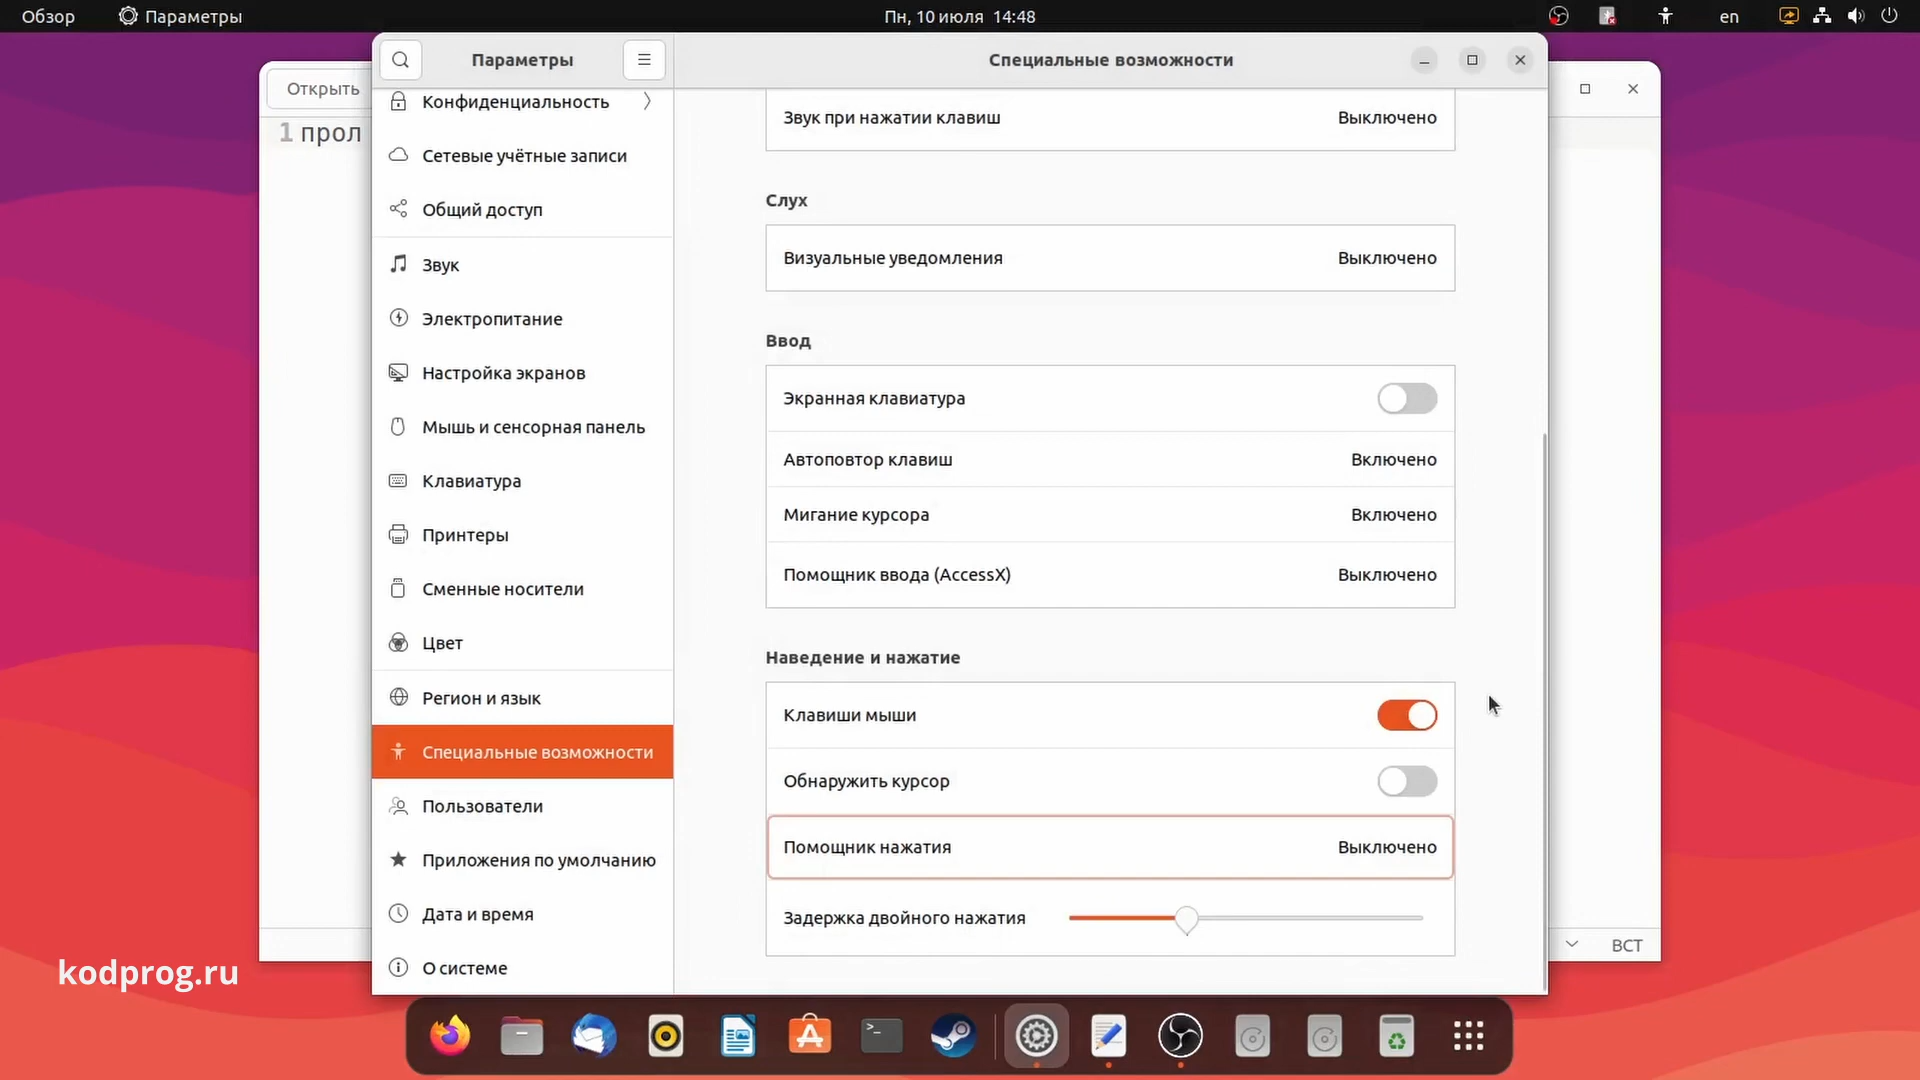 Обзор
Параметры
Пн, 10 июля 14:48
en
Открыть
1 прол
Параметры
Конфиденциальность
Сетевые учётные записи
Общий доступ
Звук
Электропитание
Настройка экранов
Мышь и сенсорная панель
Клавиатура
Принтеры
Сменные носители
Цвет
Регион и язык
Специальные возможности
Пользователи
Приложения по умолчанию
Дата и время
О системе
Специальные возможности
Звук при нажатии клавиш Выключено
Слух
Визуальные уведомления Выключено
Ввод
Экранная клавиатура
Автоповтор клавиш Включено
Мигание курсора Включено
Помощник ввода (AccessX) Выключено
Наведение и нажатие
Клавиши мыши
Обнаружить курсор
Помощник нажатия Выключено
Задержка двойного нажатия
ВСТ
kodprog.ru